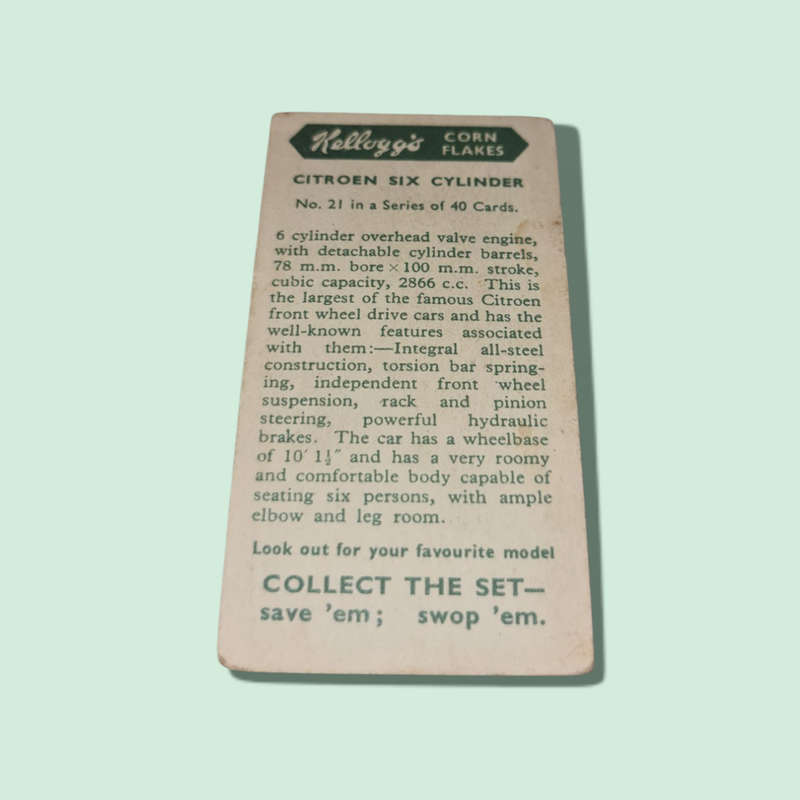 Kellogg's CORN FLAKES
CITROEN SIX CYLINDER
No. 21 in a Series of 40 Cards.
6 cylinder overhead valve engine,
with detachable cylinder barrels,
78 m.m. bore × 100 m.m. stroke,
cubic capacity, 2866 c.c. This is
the largest of the famous Citroen
front wheel drive cars and has the
well-known features associated
with them:—Integral all-steel
construction, torsion bar spring-
ing, independent front wheel
suspension, rack and pinion
steering, powerful hydraulic
brakes. The car has a wheelbase
of 10′ 1½″ and has a very roomy
and comfortable body capable of
seating six persons, with ample
elbow and leg room.
Look out for your favourite model
COLLECT THE SET—
save 'em; swop 'em.